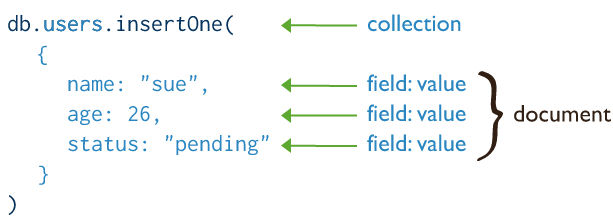 db.users.insertOne( collection
{
name: "sue", field: value
age: 26, field: value document
status: "pending" field: value
}
)